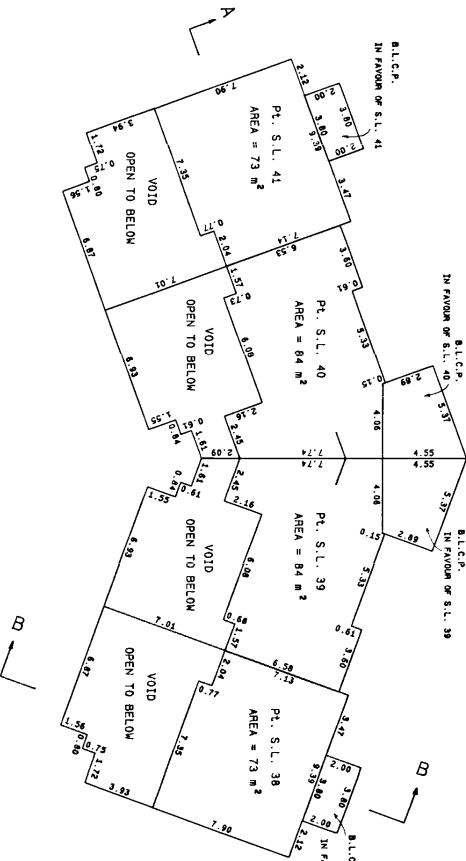 A
B.L.C.P.
IN FAVOUR OF S.L. 41
2.12
2.00
3.80
2.00
3.80
9.39
3.47
7.90
Pt. S.L. 41
AREA = 73 m²
7.35
0.77
2.04
7.14
6.53
3.94
1.72
0.75
0.80
1.56
VOID
OPEN TO BELOW
6.87
7.01
3.60
0.61
5.33
0.15
Pt. S.L. 40
AREA = 84 m²
1.57
0.73
6.08
2.16
2.45
VOID
OPEN TO BELOW
6.93
1.55
0.84
0.61
1.61
B.L.C.P.
IN FAVOUR OF S.L. 40
2.89
5.37
4.06
4.55
4.55
7.74
7.74
2.09
B.L.C.P.
IN FAVOUR OF S.L. 39
5.37
2.89
4.06
0.15
5.33
0.61
3.60
Pt. S.L. 39
AREA = 84 m²
2.45
2.16
6.08
0.68
1.57
1.61
0.61
0.84
1.55
VOID
OPEN TO BELOW
6.93
7.01
6.58
7.13
3.47
2.00
3.80
2.00
3.80
9.39
2.12
Pt. S.L. 38
AREA = 73 m²
2.04
0.77
7.35
7.90
VOID
OPEN TO BELOW
6.87
1.56
0.80
0.75
1.72
3.93
B
B
B.L.C
IN F